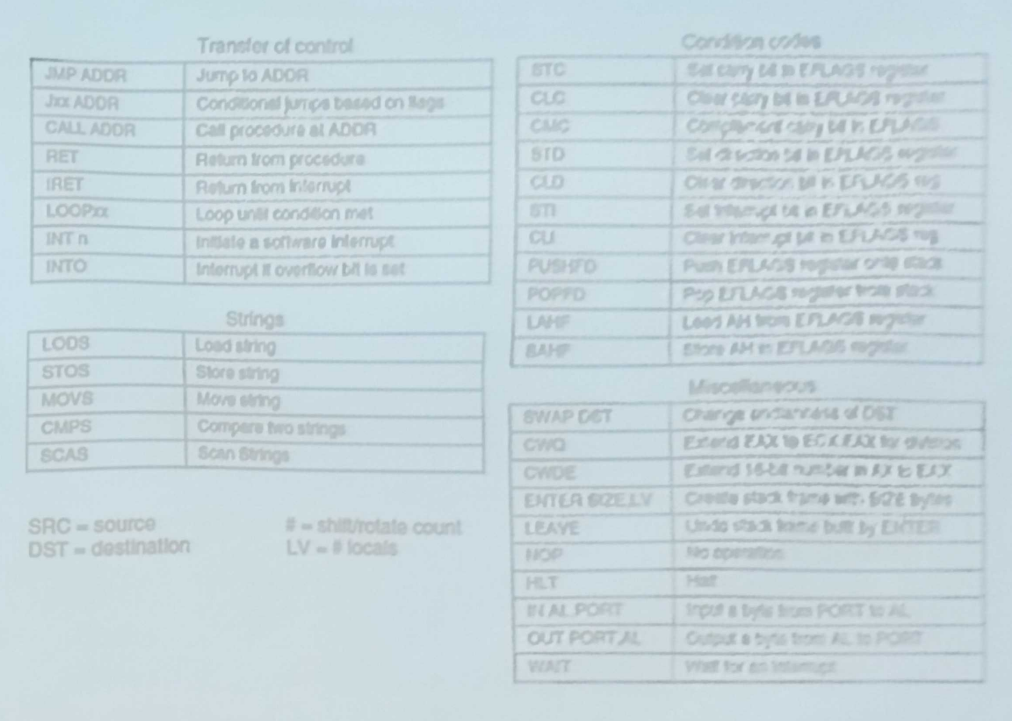 Transfer of control
JMP ADDR Jump to ADDR
Jxx ADDR Conditional jumps based on flags
CALL ADDR Call procedure at ADDR
RET Return from procedure
IRET Return from interrupt
LOOPxx Loop until condition met
INT n Initiate a software interrupt
INTO Interrupt if overflow bit is set
Strings
LODS Load string
STOS Store string
MOVS Move string
CMPS Compare two strings
SCAS Scan Strings
SRC = source # = shift/rotate count
DST = destination LV = # locals
Condition codes
STC Set carry bit in EFLAGS register
CLC Clear carry bit in EFLAGS register
CMC Complement carry bit in EFLAGS
STD Set direction bit in EFLAGS register
CLD Clear direction bit in EFLAGS reg
STI Set interrupt bit in EFLAGS register
CLI Clear interrupt bit in EFLAGS reg
PUSHFD Push EFLAGS register onto stack
POPFD Pop EFLAGS register from stack
LAHF Load AH from EFLAGS register
SAHF Store AH in EFLAGS register
Miscellaneous
SWAP DST Change endianness of DST
CWQ Extend EAX to EDX:EAX for division
CWDE Extend 16-bit number in AX to EAX
ENTER SIZE,LV Create stack frame with SIZE bytes
LEAVE Undo stack frame built by ENTER
NOP No operation
HLT Halt
IN AL,PORT Input a byte from PORT to AL
OUT PORT,AL Output a byte from AL to PORT
WAIT Wait for an interrupt